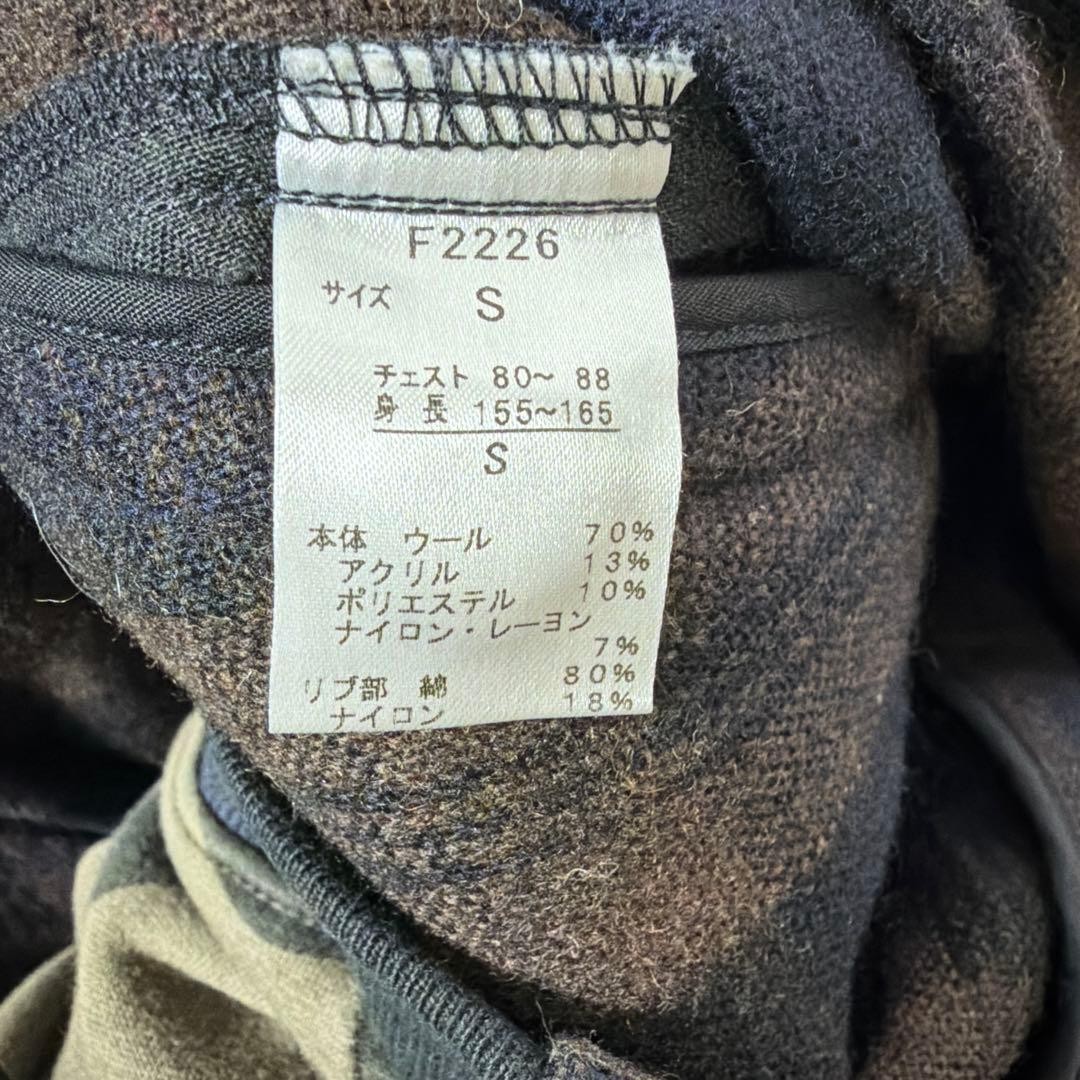 F2226
サイズ S
チェスト 80～ 88
身 長 155～165
S
本体 ウール 70%
アクリル 13%
ポリエステル 10%
ナイロン・レーヨン
7%
リブ部 綿 80%
ナイロン 18%